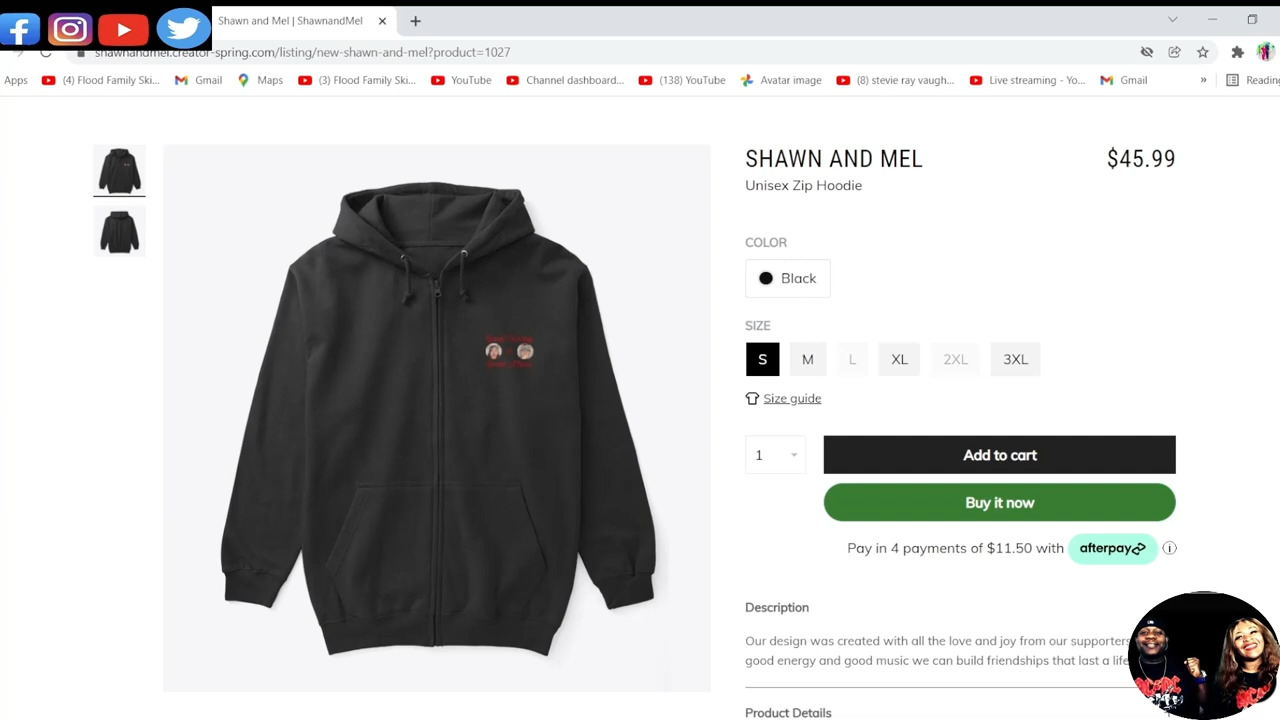 Shawn and Mel | ShawnandMel
shawnandmel.creator-spring.com/listing/new-shawn-and-mel?product=1027
Apps (4) Flood Family Ski... Gmail Maps (3) Flood Family Ski... YouTube Channel dashboard... (138) YouTube Avatar image (8) stevie ray vaugh... Live streaming - Yo... Gmail » Reading
SHAWN AND MEL $45.99
Unisex Zip Hoodie
COLOR
Black
SIZE
S M L XL 2XL 3XL
Size guide
1 Add to cart
Buy it now
Pay in 4 payments of $11.50 with afterpay
Description
Our design was created with all the love and joy from our supporters
good energy and good music we can build friendships that last a
Product Details